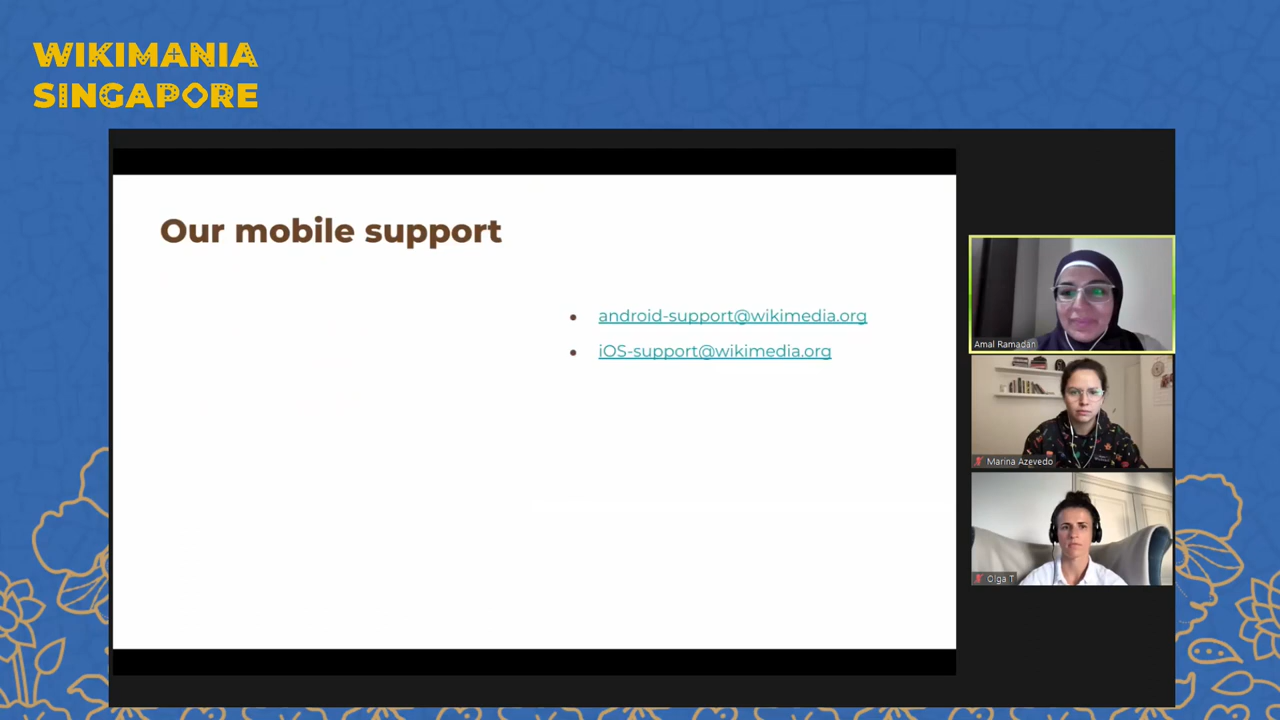 WIKIMANIA
SINGAPORE
Our mobile support
• android-support@wikimedia.org
• iOS-support@wikimedia.org
Amal Ramadan
Marina Azevedo
Olga T